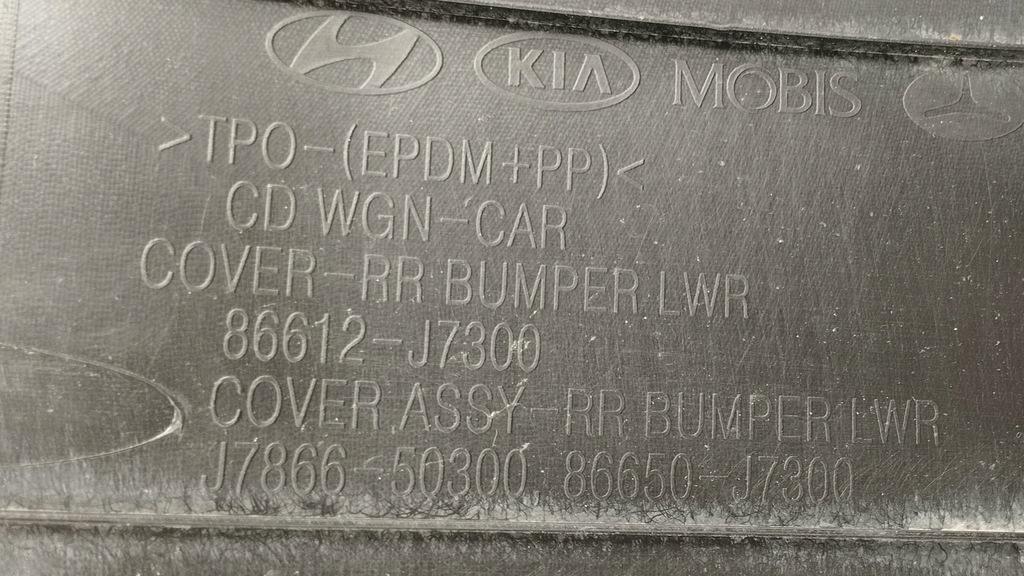 KIA MOBIS
>TPO-(EPDM+PP)<
CD WGN-CAR
COVER-RR BUMPER LWR
86612-J7300
COVER ASSY-RR BUMPER LWR
J7866-50300 86650-J7300